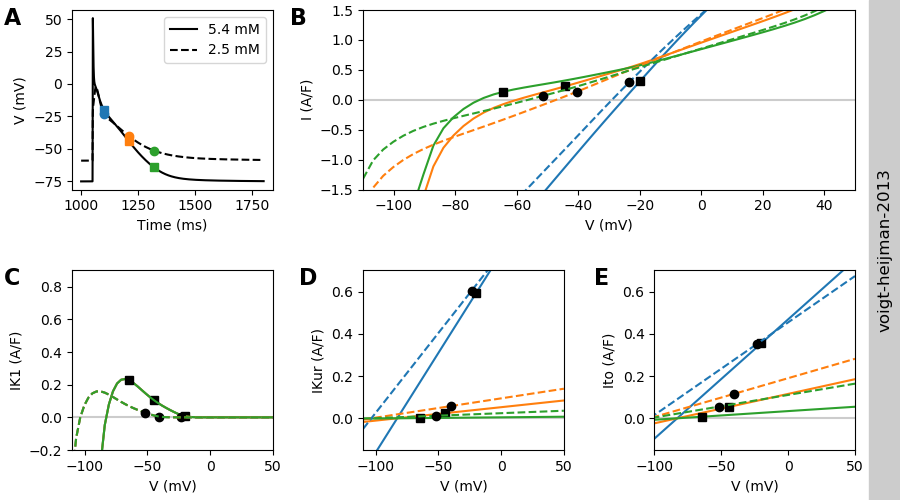 A
50
25
0
−25
−50
−75
V (mV)
5.4 mM
2.5 mM
1000
1250
1500
1750
Time (ms)
B
1.5
1.0
0.5
0.0
−0.5
−1.0
−1.5
I (A/F)
−100
−80
−60
−40
−20
0
20
40
V (mV)
C
0.8
0.6
0.4
0.2
0.0
−0.2
IK1 (A/F)
−100
−50
0
50
V (mV)
D
0.6
0.4
0.2
0.0
IKur (A/F)
−100
−50
0
50
V (mV)
E
0.6
0.4
0.2
0.0
Ito (A/F)
−100
−50
0
50
V (mV)
voigt-heijman-2013